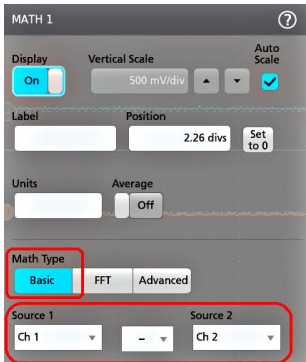 MATH 1 ?
Display Vertical Scale Auto Scale
On 500 mV/div
Label Position
2.26 divs Set to 0
Units Average
Off
Math Type
Basic FFT Advanced
Source 1 Source 2
Ch 1 - Ch 2